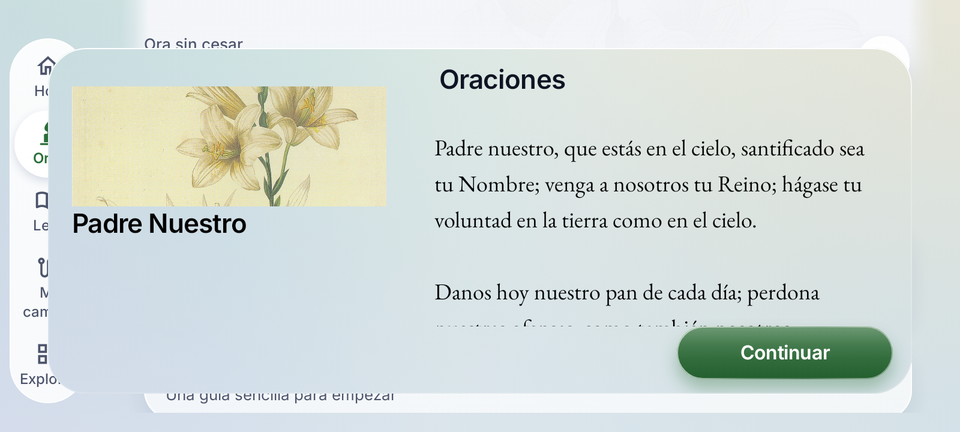 Ora sin cesar
Oraciones
Padre nuestro, que estás en el cielo, santificado sea
tu Nombre; venga a nosotros tu Reino; hágase tu
voluntad en la tierra como en el cielo.
Danos hoy nuestro pan de cada día; perdona
Padre Nuestro
Continuar
Una guía sencilla para empezar